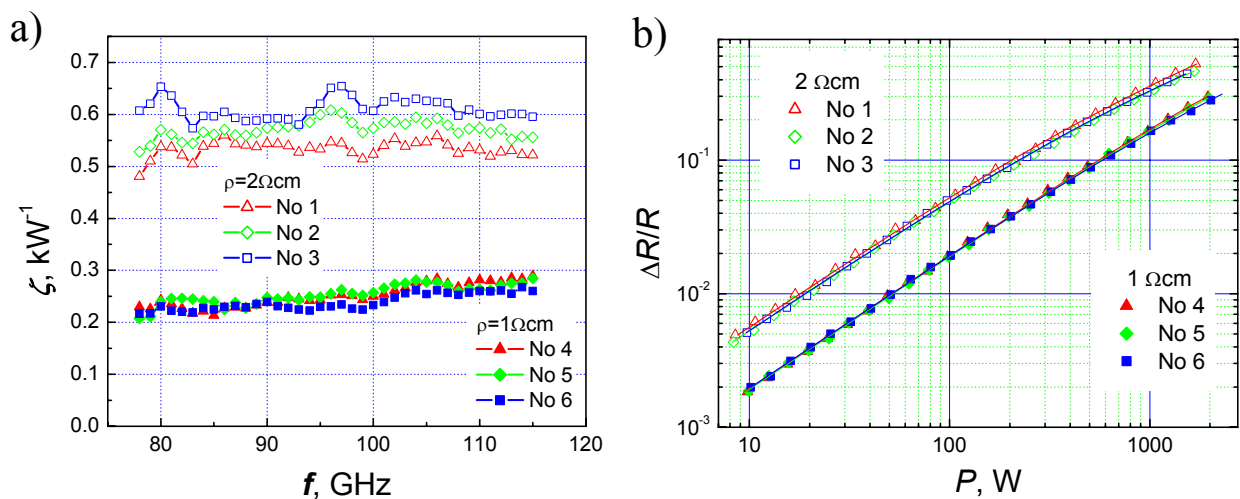 a)
0.7
0.6
0.5
0.4
0.3
0.2
0.1
0.0
ζ, kW⁻¹
ρ=2Ωcm
No 1
No 2
No 3
ρ=1Ωcm
No 4
No 5
No 6
80 90 100 110 120
f, GHz
b)
10⁻¹
10⁻²
10⁻³
ΔR/R
2 Ωcm
No 1
No 2
No 3
1 Ωcm
No 4
No 5
No 6
10 100 1000
P, W